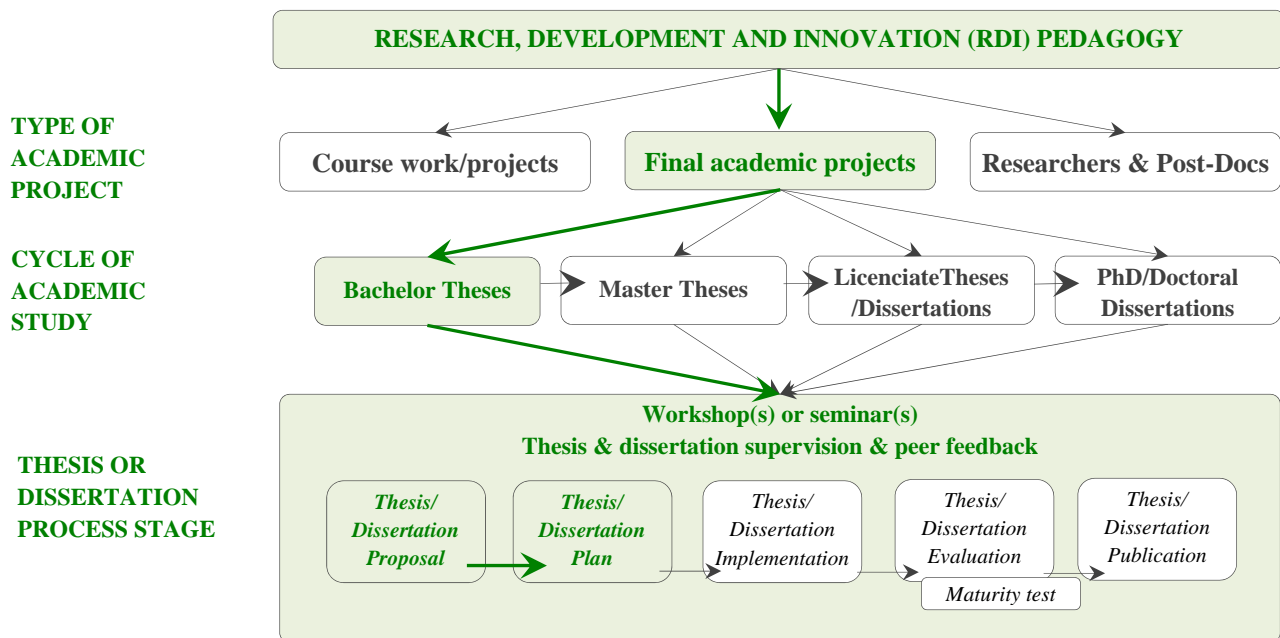 RESEARCH, DEVELOPMENT AND INNOVATION (RDI) PEDAGOGY
TYPE OF
ACADEMIC
PROJECT
Course work/projects
Final academic projects
Researchers & Post-Docs
CYCLE OF
ACADEMIC
STUDY
Bachelor Theses
Master Theses
LicenciateTheses
/Dissertations
PhD/Doctoral
Dissertations
THESIS OR
DISSERTATION
PROCESS STAGE
Workshop(s) or seminar(s)
Thesis & dissertation supervision & peer feedback
Thesis/
Dissertation
Proposal
Thesis/
Dissertation
Plan
Thesis/
Dissertation
Implementation
Thesis/
Dissertation
Evaluation
Maturity test
Thesis/
Dissertation
Publication